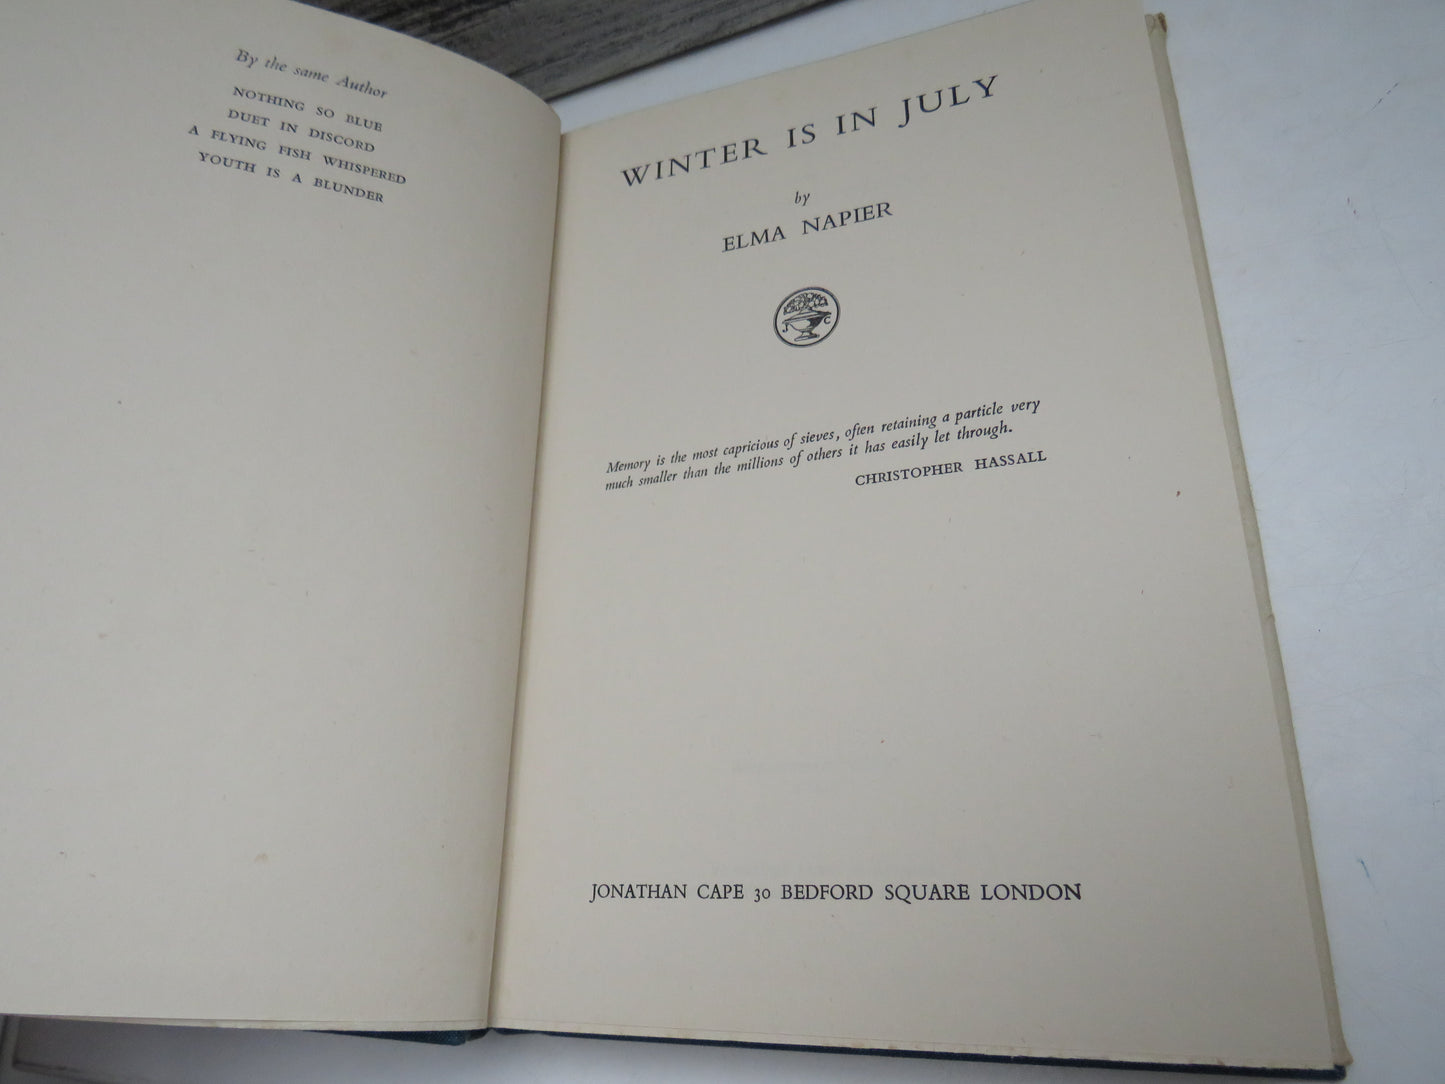 By the same Author
NOTHING SO BLUE
DUET IN DISCORD
A FLYING FISH WHISPERED
YOUTH IS A BLUNDER
WINTER IS IN JULY
by
ELMA NAPIER
J C
Memory is the most capricious of sieves, often retaining a particle very
much smaller than the millions of others it has easily let through.
CHRISTOPHER HASSALL
JONATHAN CAPE 30 BEDFORD SQUARE LONDON